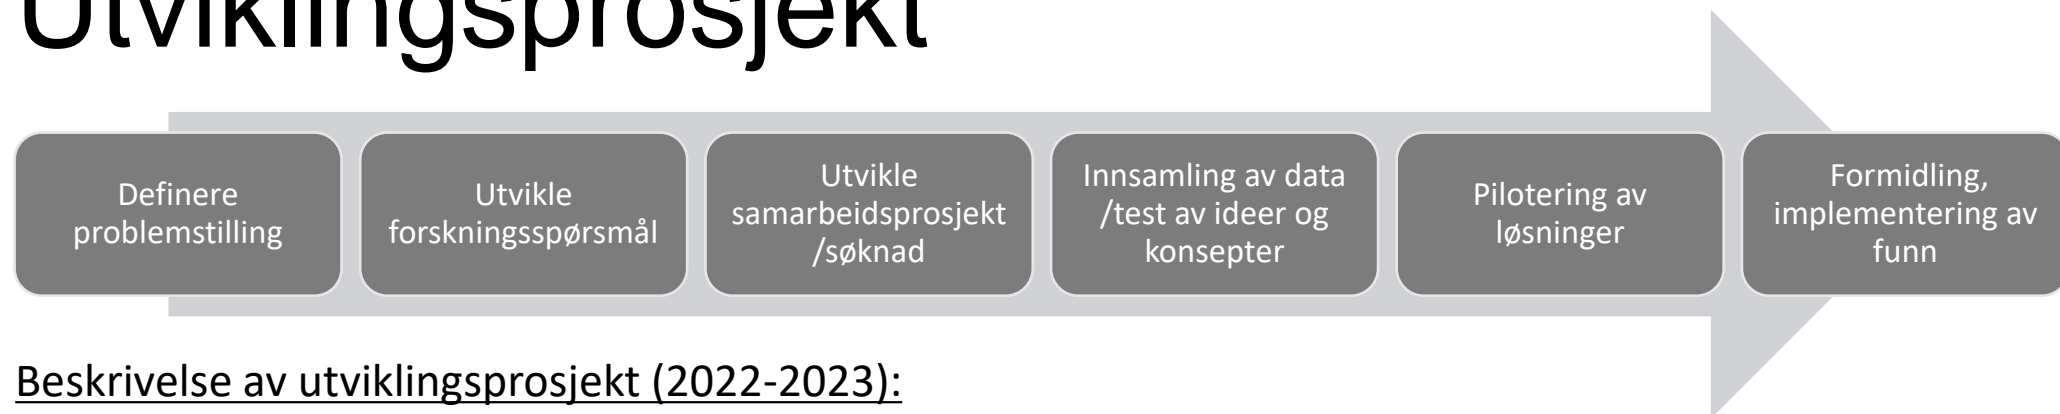 Utviklingsprosjekt
Definere
problemstilling
Utvikle
forskningsspørsmål
Utvikle
samarbeidsprosjekt
/søknad
Innsamling av data
/test av ideer og
konsepter
Pilotering av
løsninger
Formidling,
implementering av
funn
Beskrivelse av utviklingsprosjekt (2022-2023):